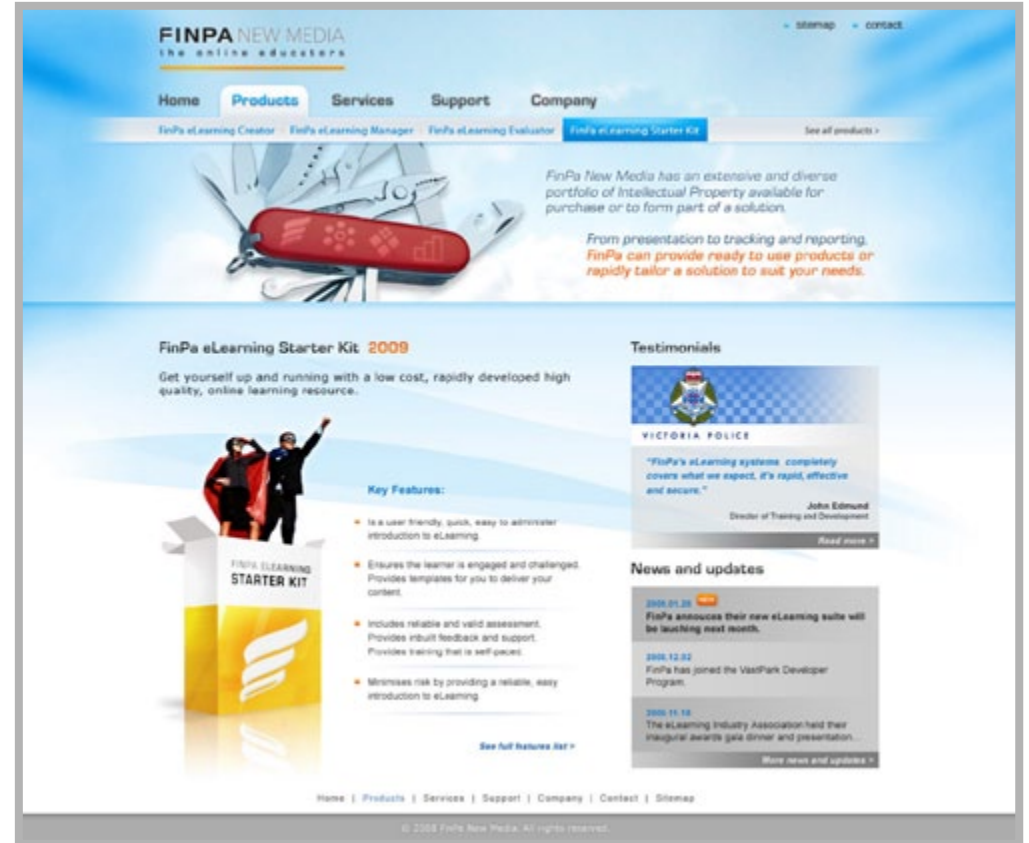 FINPA NEW MEDIA
the online educators
sitemap
contact
Home
Products
Services
Support
Company
FinPa eLearning Creator
FinPa eLearning Manager
FinPa eLearning Evaluator
FinPa eLearning Starter Kit
See all products >
FinPa New Media has an extensive and diverse
portfolio of Intellectual Property available for
purchase or to form part of a solution.
From presentation to tracking and reporting,
FinPa can provide ready to use products or
rapidly tailor a solution to suit your needs.
FinPa eLearning Starter Kit 2009
Get yourself up and running with a low cost, rapidly developed high
quality, online learning resource.
FINPA ELEARNING
STARTER KIT
Key Features:
Is a user friendly, quick, easy to administer
introduction to eLearning.
Ensures the learner is engaged and challenged.
Provides templates for you to deliver your
content.
Includes reliable and valid assessment.
Provides inbuilt feedback and support.
Provides training that is self-paced.
Minimises risk by providing a reliable, easy
introduction to eLearning
See full features list >
Testimonials
VICTORIA POLICE
"FinPa's eLearning systems completely
covers what we expect, it's rapid, effective
and secure."
John Edmund
Director of Training and Development
Read more >
News and updates
NEW
FinPa annouces their new eLearning suite will
be lauching next month.
FinPa has joined the VastPark Developer
Program.
The eLearning Industry Association held their
inaugural awards gala dinner and presentation...
More news and updates >
Home | Products | Services | Support | Company | Contact | Sitemap
© 2008 FinPa New Media. All rights reserved.